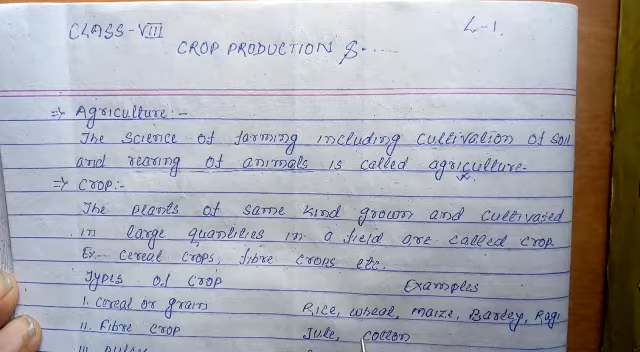 CLASS-VIII
L-1.
CROP PRODUCTION &.....
=> Agriculture:-
The science of farming including cultivation of soil
and rearing of animals is called agriculture.
=> Crop:-
The plants of same kind grown and cultivated
in large quantities in a field are called crop.
Ex:- cereal crops, fibre crops etc.
Types of crop Examples
i. Cereal or grain Rice, wheat, maize, Barley, Ragi
ii. Fibre crop Jute, cotton
iii.